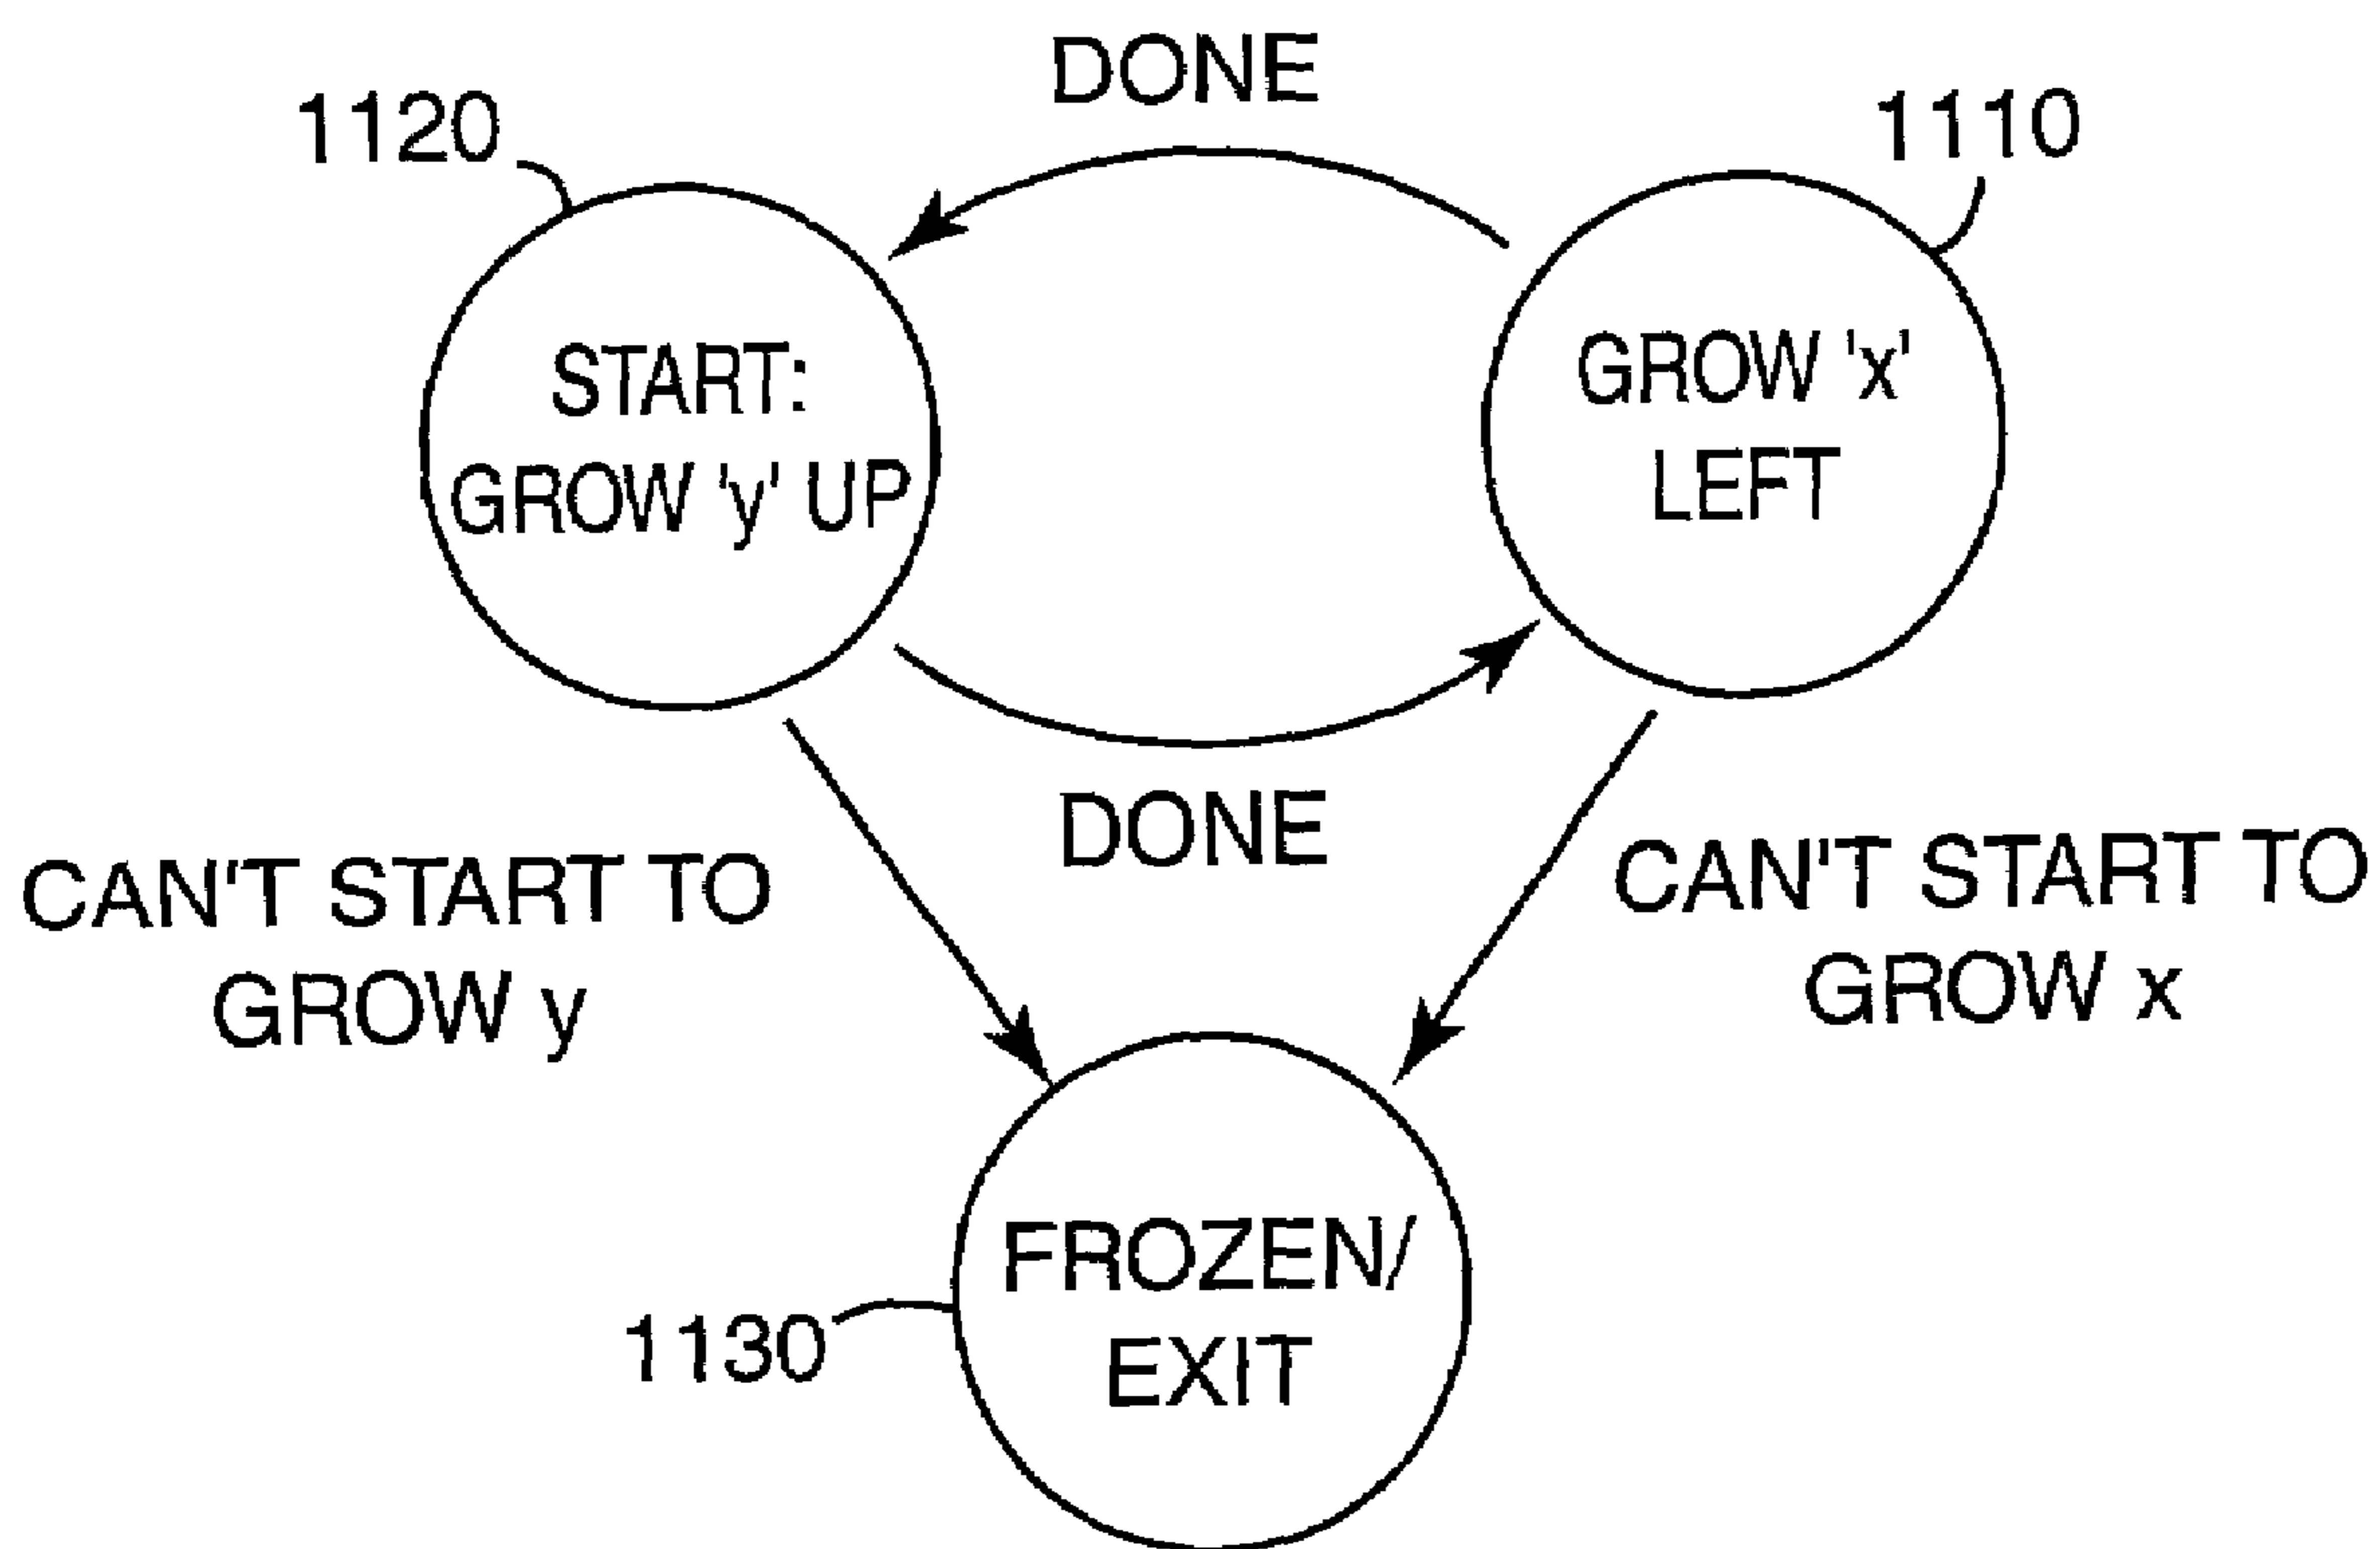 DONE
1120
1110
START:
GROW 'y' UP
GROW 'x'
LEFT
DONE
CAN'T START TO
GROW y
CAN'T START TO
GROW x
FROZEN/
EXIT
1130